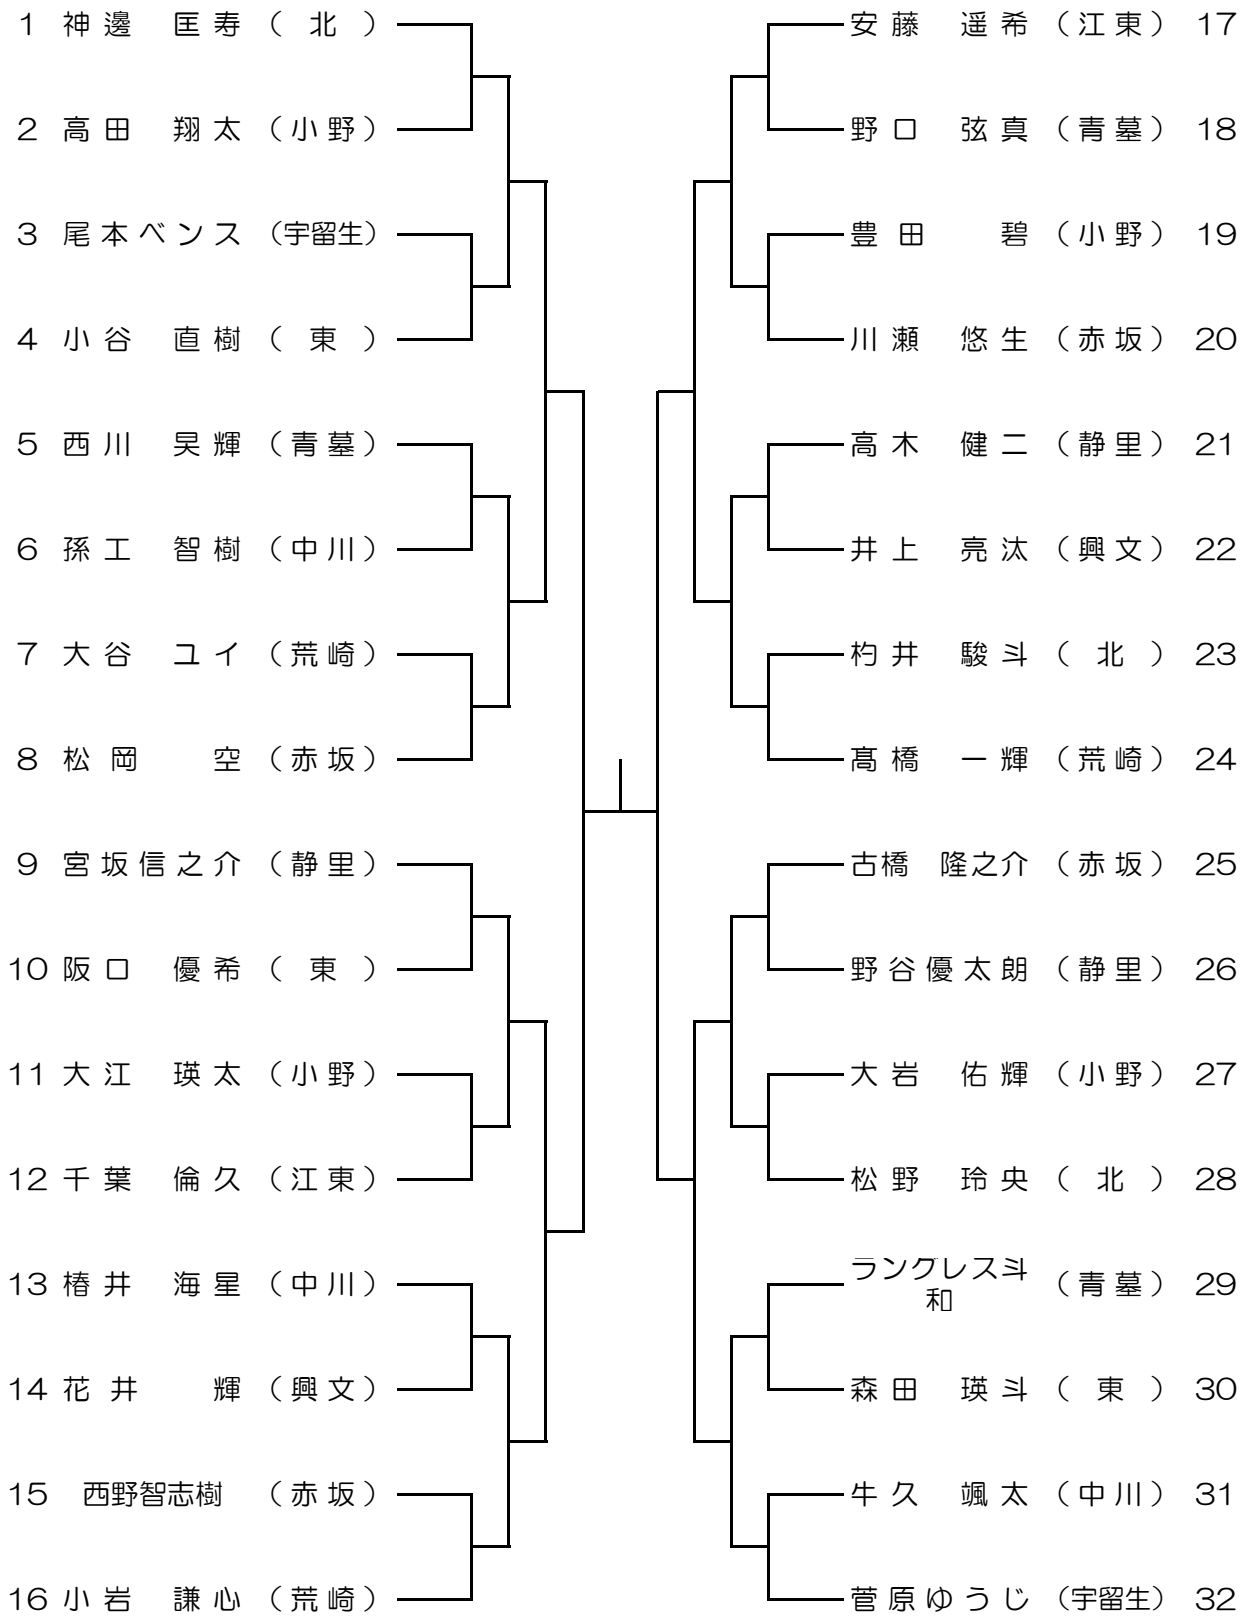 1 神邊 匡寿 (北)
2 高田 翔太 (小野)
3 尾本ベンス (宇留生)
4 小谷 直樹 (東)
5 西川 旲輝 (青墓)
6 孫工 智樹 (中川)
7 大谷 ユイ (荒崎)
8 松岡 空 (赤坂)
9 宮坂信之介 (静里)
10 阪口 優希 (東)
11 大江 瑛太 (小野)
12 千葉 倫久 (江東)
13 椿井 海星 (中川)
14 花井 輝 (興文)
15 西野智志樹 (赤坂)
16 小岩 謙心 (荒崎)
安藤 遥希 (江東) 17
野口 弦真 (青墓) 18
豊田 碧 (小野) 19
川瀬 悠生 (赤坂) 20
高木 健二 (静里) 21
井上 亮汰 (興文) 22
杓井 駿斗 (北) 23
髙橋 一輝 (荒崎) 24
古橋 隆之介 (赤坂) 25
野谷優太朗 (静里) 26
大岩 佑輝 (小野) 27
松野 玲央 (北) 28
ラングレス斗
和 (青墓) 29
森田 瑛斗 (東) 30
牛久 颯太 (中川) 31
菅原ゆうじ (宇留生) 32